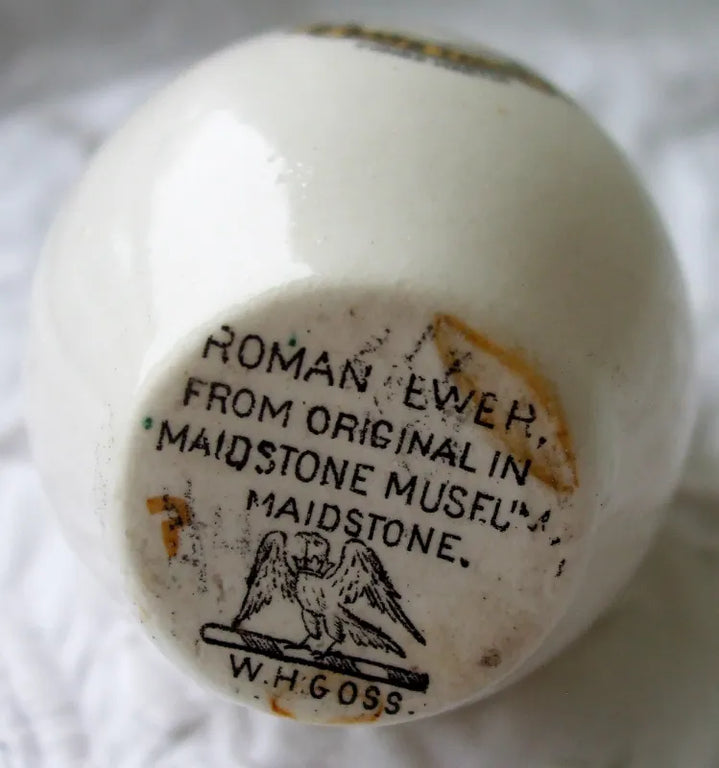 ROMAN EWER,
FROM ORIGINAL IN
MAIDSTONE MUSEUM,
MAIDSTONE.
W.H.GOSS.